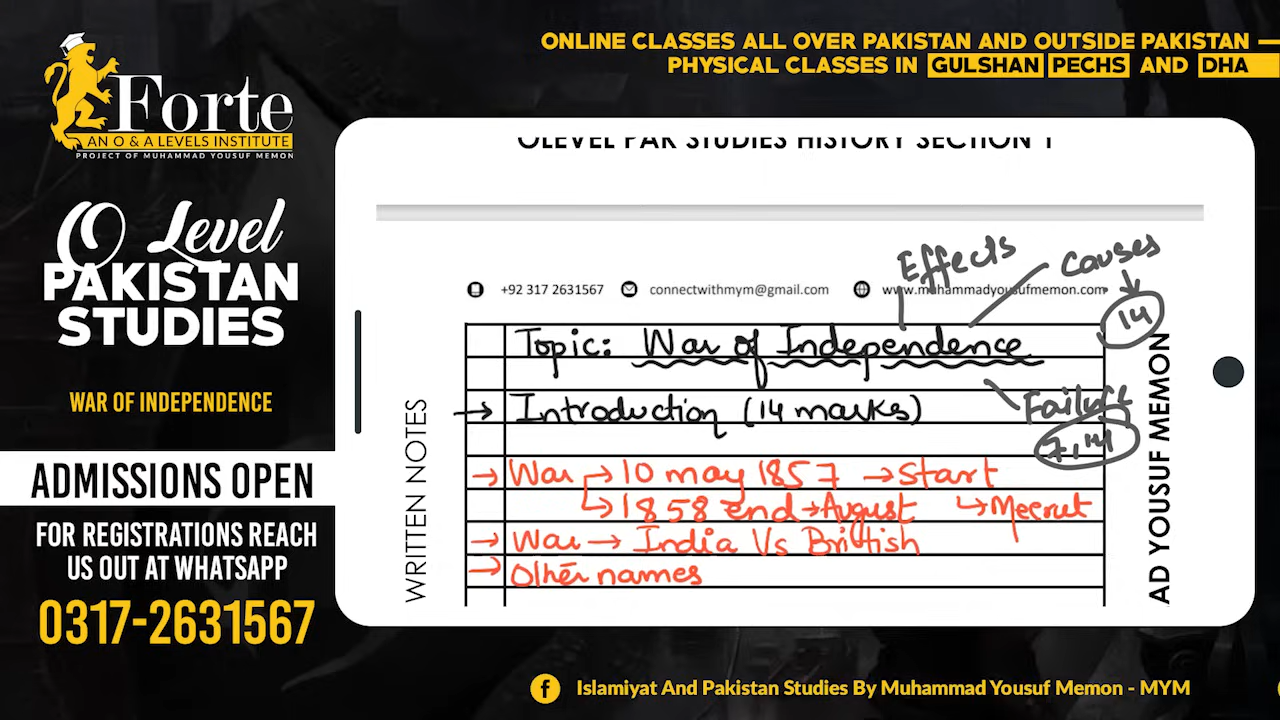 Forte
AN O & A LEVELS INSTITUTE
PROJECT OF MUHAMMAD YOUSUF MEMON
O Level
PAKISTAN
STUDIES
WAR OF INDEPENDENCE
ADMISSIONS OPEN
FOR REGISTRATIONS REACH
US OUT AT WHATSAPP
0317-2631567
ONLINE CLASSES ALL OVER PAKISTAN AND OUTSIDE PAKISTAN
PHYSICAL CLASSES IN GULSHAN PECHS AND DHA
OLEVEL PAK STUDIES HISTORY SECTION 1
Effects
Causes
14
+92 317 2631567 connectwithmym@gmail.com www.muhammadyousufmemon.com
Topic: War of Independence
→ Introduction (14 marks)
Failure
7,14
→ War → 10 may 1857 → Start
↳ 1858 end → August ↳ Meerut
→ War → India Vs British
→ Other names
WRITTEN NOTES
AD YOUSUF MEMON
f Islamiyat And Pakistan Studies By Muhammad Yousuf Memon - MYM